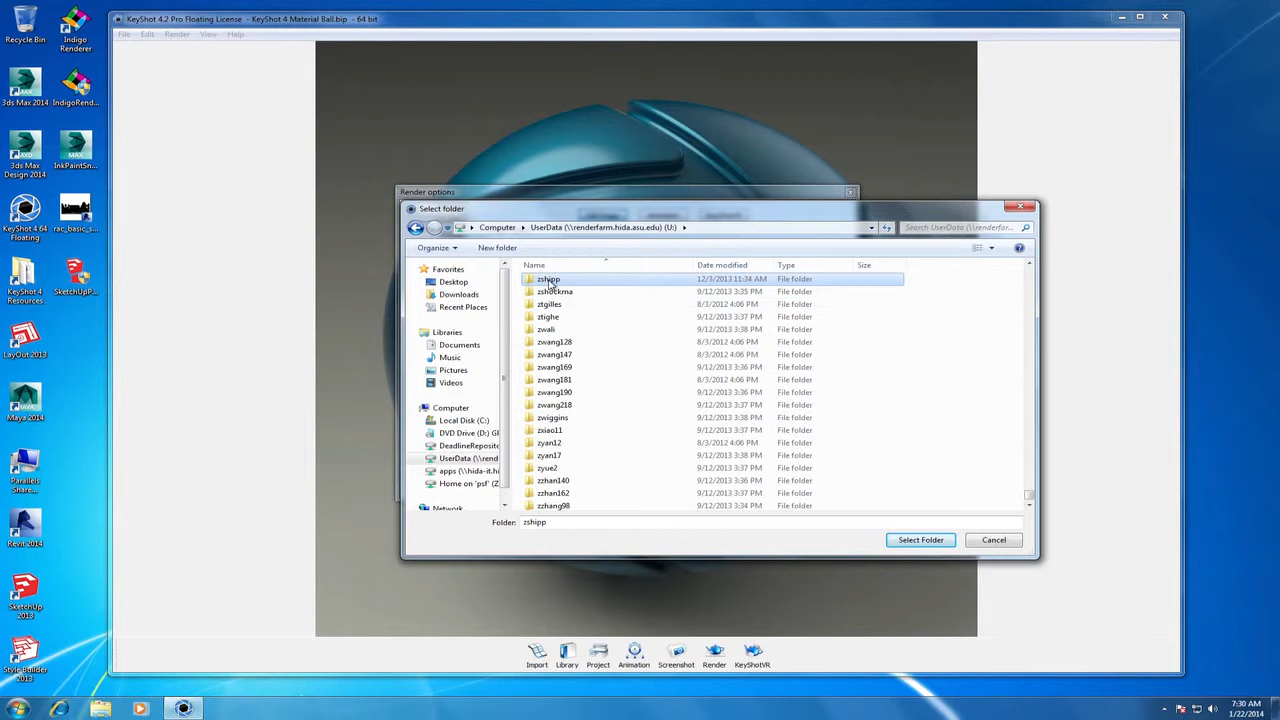 KeyShot 4.2 Pro Floating License - KeyShot 4 Material Ball.bip - 64 bit
File Edit Render View Help
Recycle Bin
Indigo Renderer
3ds Max 2014
IndigoRend...
3ds Max Design 2014
InkPaintSn...
KeyShot 4 64 Floating
rac_basic_s...
KeyShot 4 Resources
SketchUpP...
LayOut 2013
Maya 2014
Parallels Share...
Revit 2014
SketchUp 2013
Style Builder 2013
Render options
Select folder
Computer UserData (\\renderfarm.hida.asu.edu) (U:)
Search UserData (\\renderfar...
Organize New folder
Favorites
Desktop
Downloads
Recent Places
Libraries
Documents
Music
Pictures
Videos
Computer
Local Disk (C:)
DVD Drive (D:) GI
DeadlineReposito
UserData (\\rend
apps (\\hida-it.hi
Home on 'psf' (Z
Network
Name Date modified Type Size
zshipp 12/3/2013 11:34 AM File folder
zshockma 9/12/2013 3:35 PM File folder
ztgilles 8/3/2012 4:06 PM File folder
ztighe 9/12/2013 3:37 PM File folder
zwali 9/12/2013 3:38 PM File folder
zwang128 8/3/2012 4:06 PM File folder
zwang147 8/3/2012 4:06 PM File folder
zwang169 9/12/2013 3:36 PM File folder
zwang181 8/3/2012 4:06 PM File folder
zwang190 9/12/2013 3:36 PM File folder
zwang218 9/12/2013 3:37 PM File folder
zwiggins 9/12/2013 3:38 PM File folder
zxiao11 9/12/2013 3:37 PM File folder
zyan12 8/3/2012 4:06 PM File folder
zyan17 9/12/2013 3:38 PM File folder
zyue2 9/12/2013 3:37 PM File folder
zzhan140 9/12/2013 3:36 PM File folder
zzhan162 9/12/2013 3:37 PM File folder
zzhang98 9/12/2013 3:34 PM File folder
Folder: zshipp
Select Folder Cancel
Import Library Project Animation Screenshot Render KeyShotVR
7:30 AM
1/22/2014